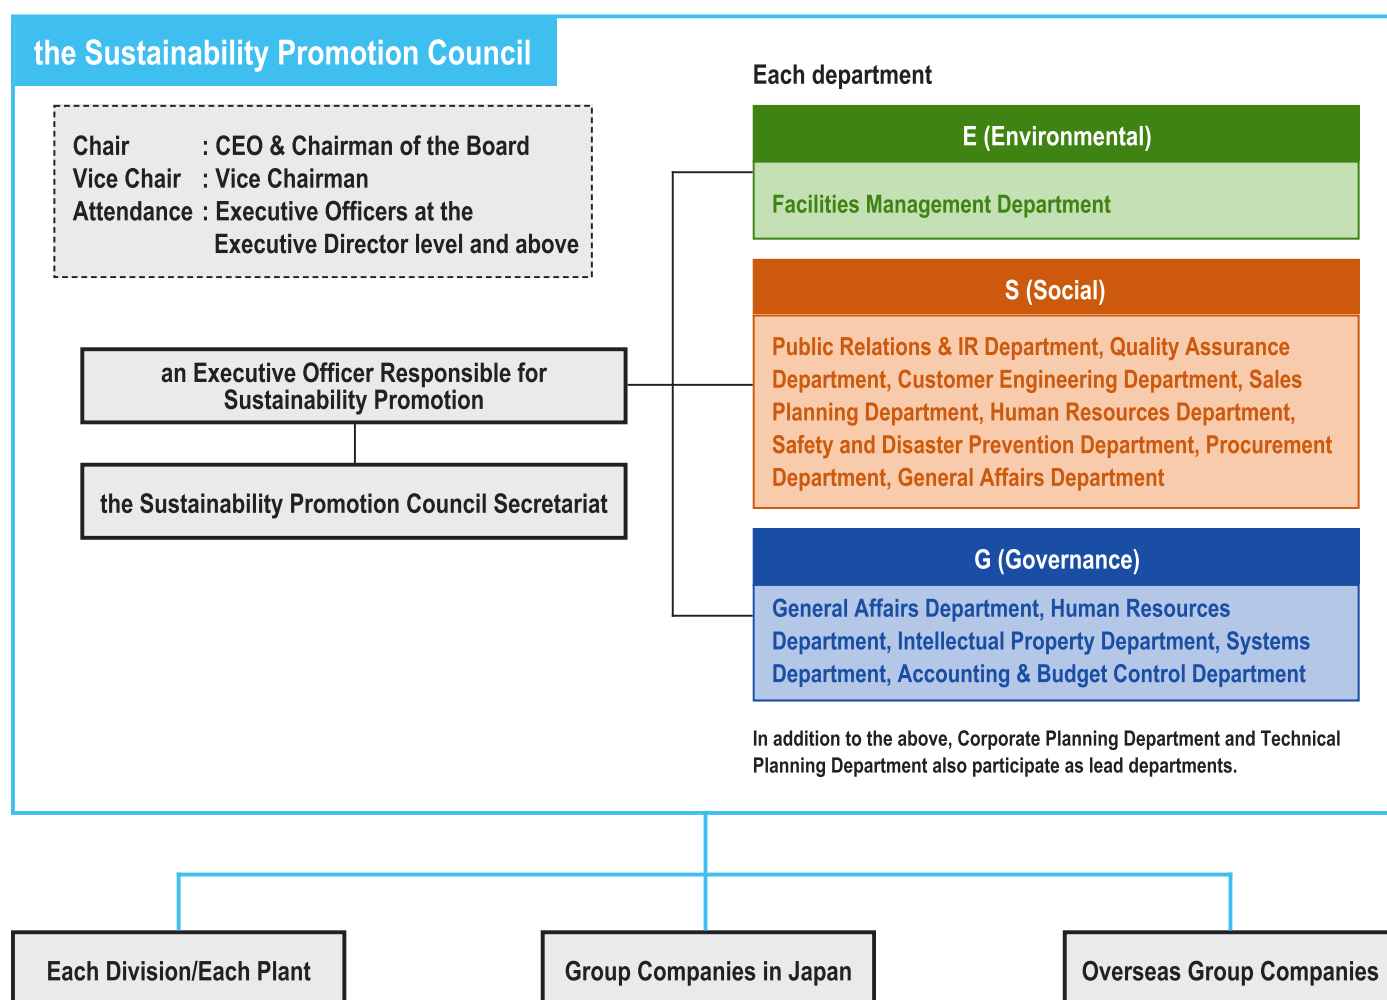 the Sustainability Promotion Council
Chair : CEO & Chairman of the Board
Vice Chair : Vice Chairman
Attendance : Executive Officers at the
Executive Director level and above
an Executive Officer Responsible for
Sustainability Promotion
the Sustainability Promotion Council Secretariat
Each department
E (Environmental)
Facilities Management Department
S (Social)
Public Relations & IR Department, Quality Assurance
Department, Customer Engineering Department, Sales
Planning Department, Human Resources Department,
Safety and Disaster Prevention Department, Procurement
Department, General Affairs Department
G (Governance)
General Affairs Department, Human Resources
Department, Intellectual Property Department, Systems
Department, Accounting & Budget Control Department
In addition to the above, Corporate Planning Department and Technical
Planning Department also participate as lead departments.
Each Division/Each Plant
Group Companies in Japan
Overseas Group Companies